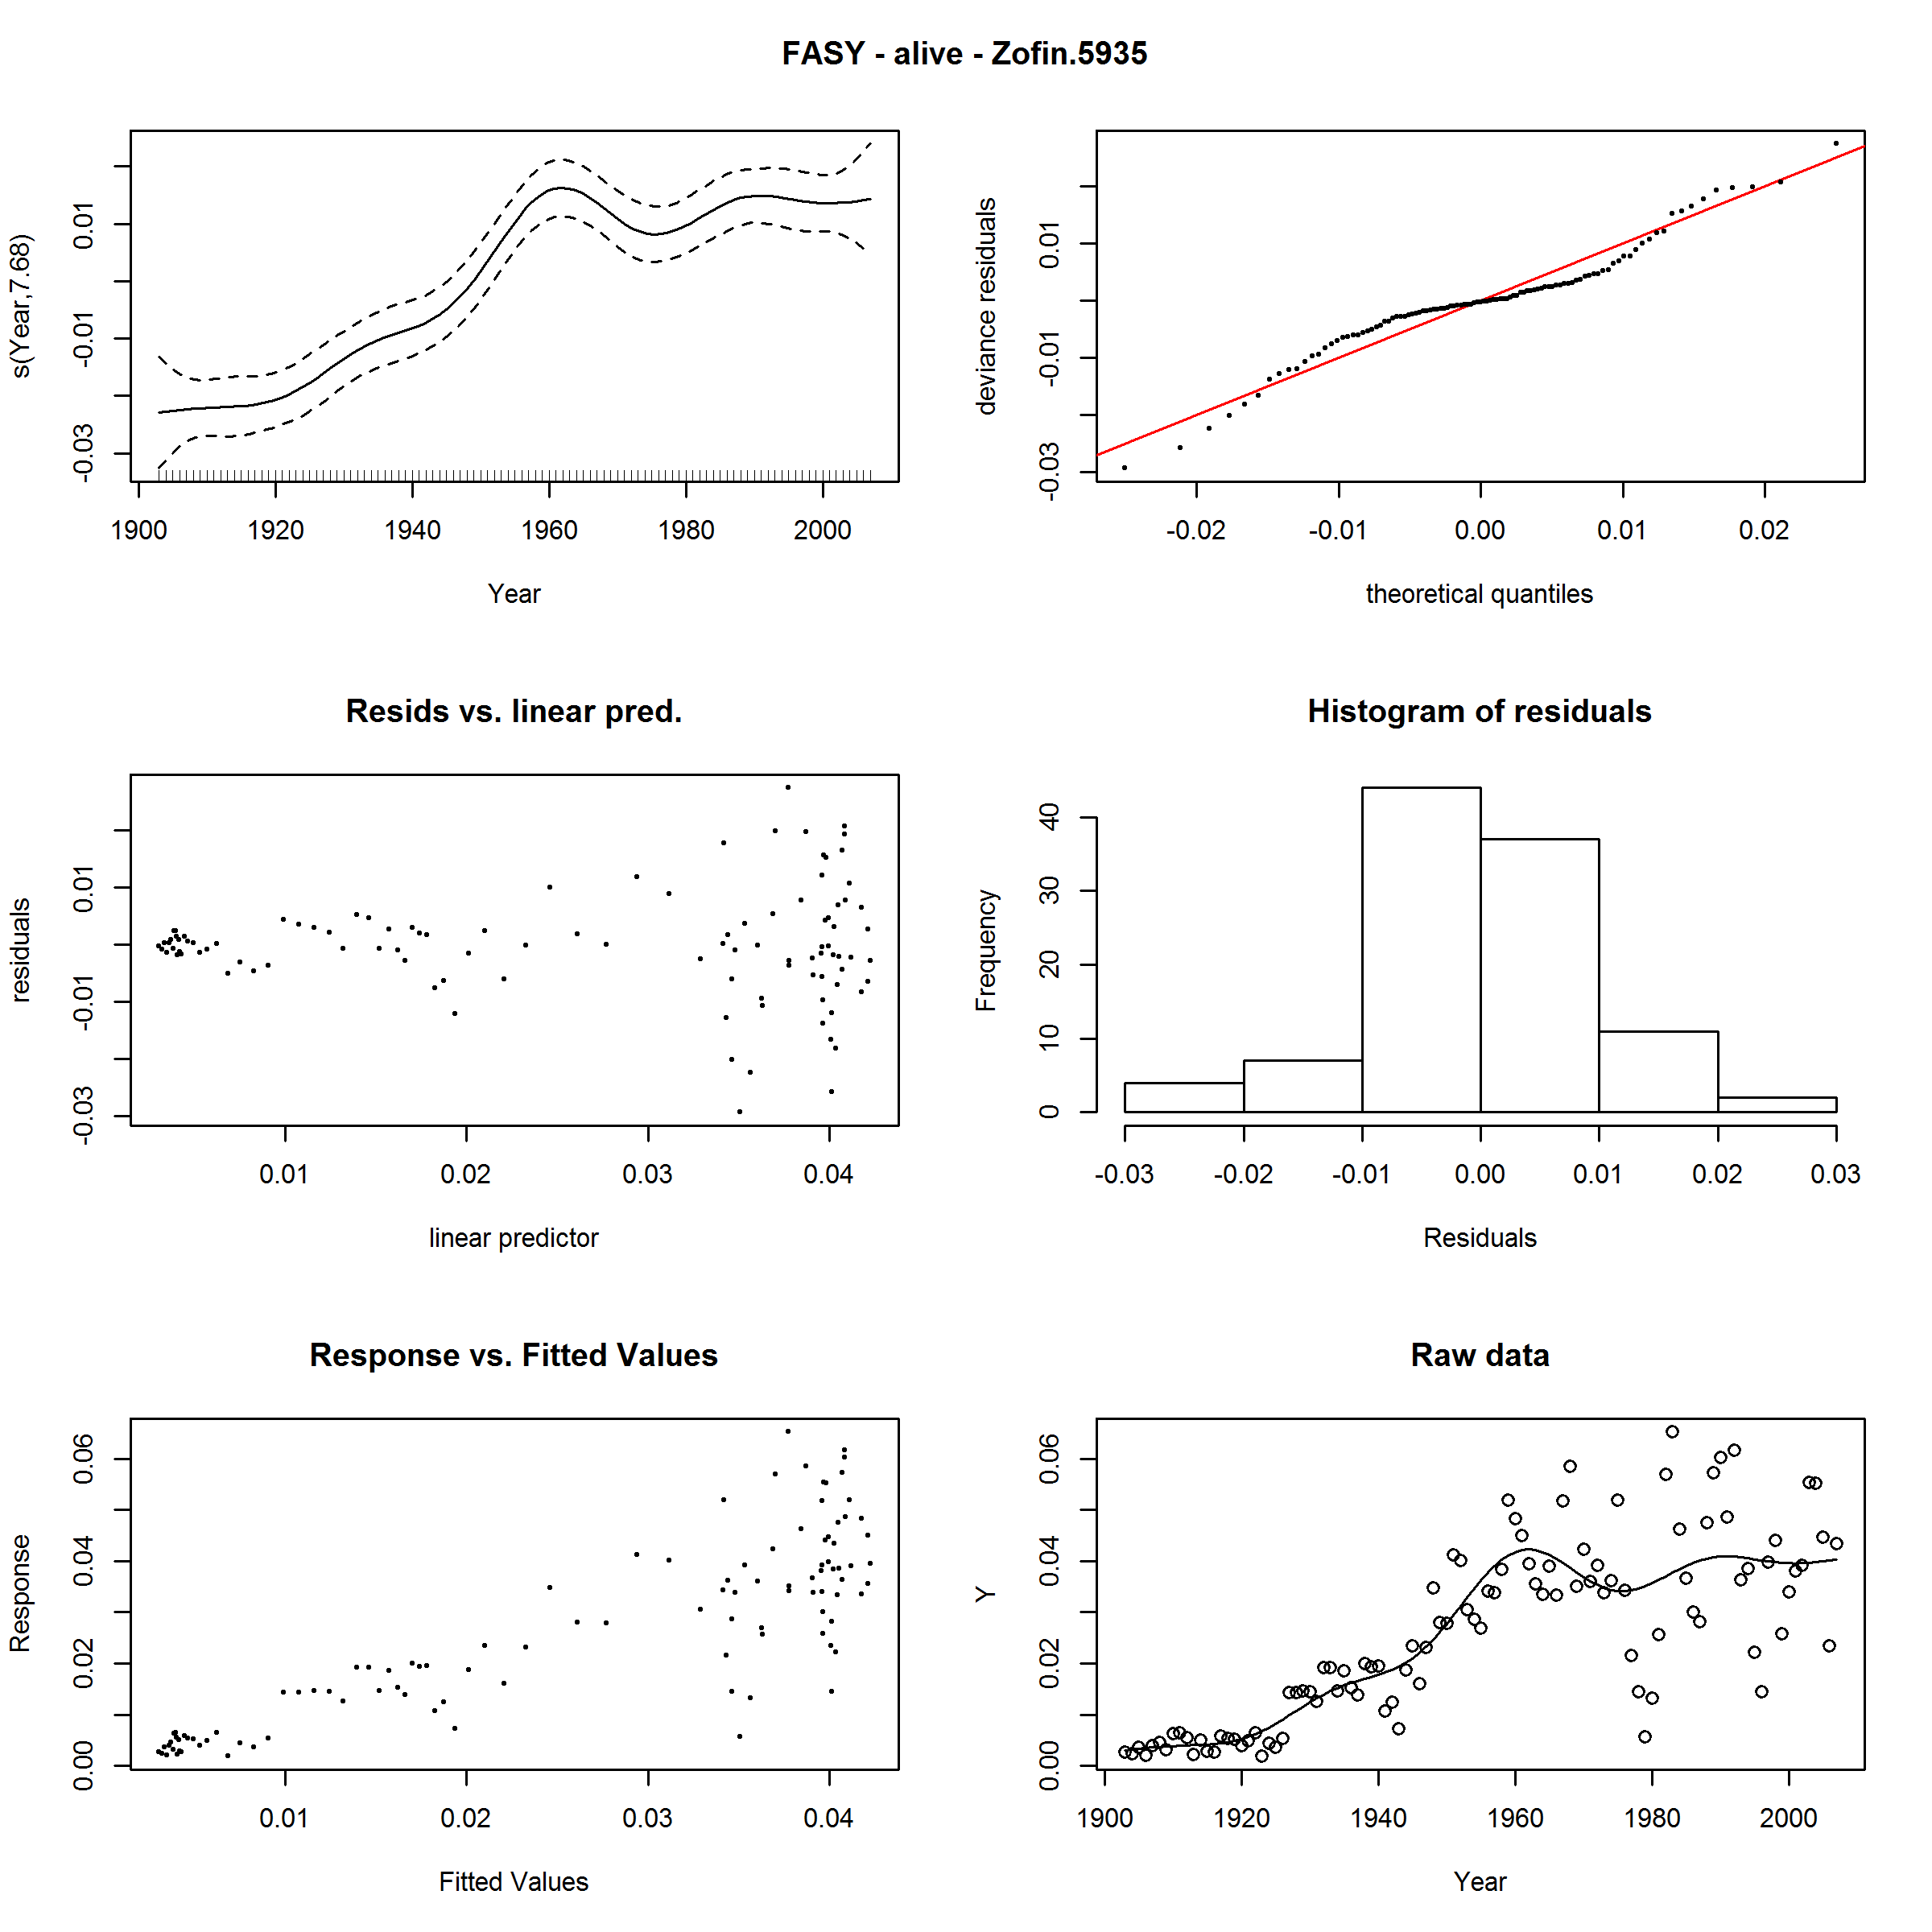 FASY - alive - Zofin.5935
s(Year,7.68)
0.01
-0.01
-0.03
1900 1920 1940 1960 1980 2000
Year
deviance residuals
0.01
-0.01
-0.03
-0.02 -0.01 0.00 0.01 0.02
theoretical quantiles
Resids vs. linear pred.
residuals
0.01
-0.01
-0.03
0.01 0.02 0.03 0.04
linear predictor
Histogram of residuals
Frequency
40
30
20
10
0
-0.03 -0.02 -0.01 0.00 0.01 0.02 0.03
Residuals
Response vs. Fitted Values
Response
0.06
0.04
0.02
0.00
0.01 0.02 0.03 0.04
Fitted Values
Raw data
Y
0.06
0.04
0.02
0.00
1900 1920 1940 1960 1980 2000
Year